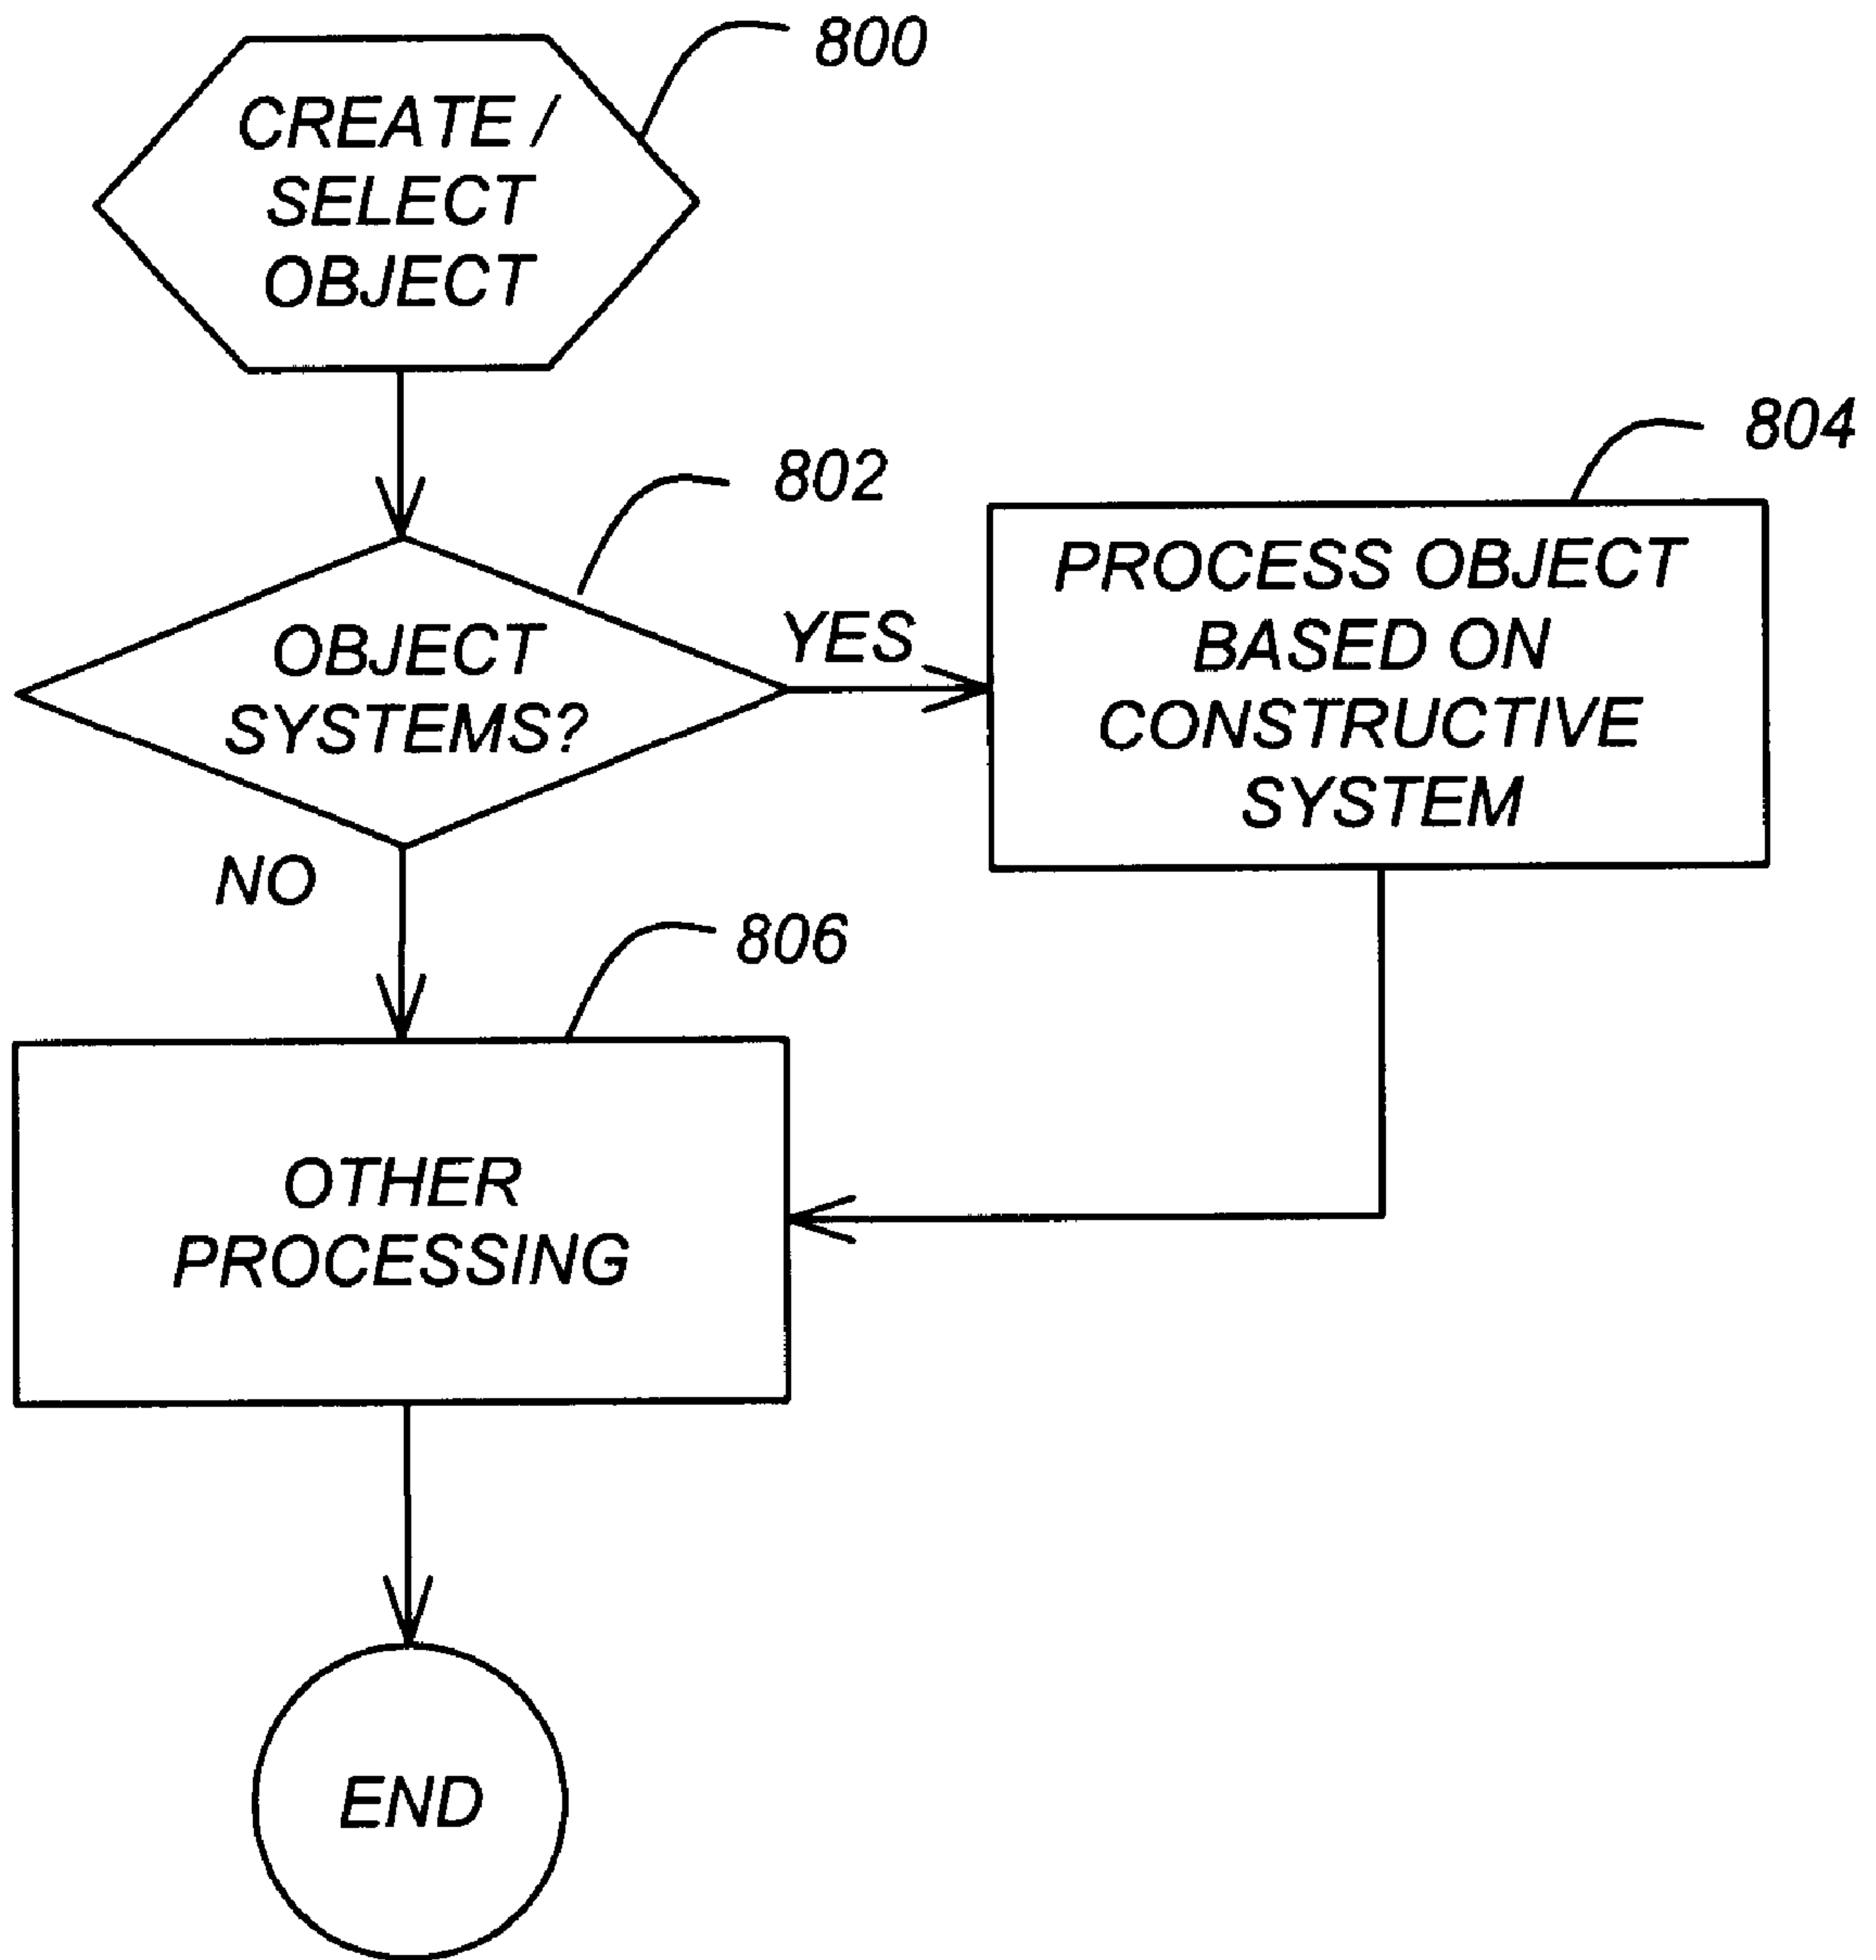 800
CREATE /
SELECT
OBJECT
804
802
PROCESS OBJECT
BASED ON
CONSTRUCTIVE
SYSTEM
YES
OBJECT
SYSTEMS?
NO
806
OTHER
PROCESSING
END